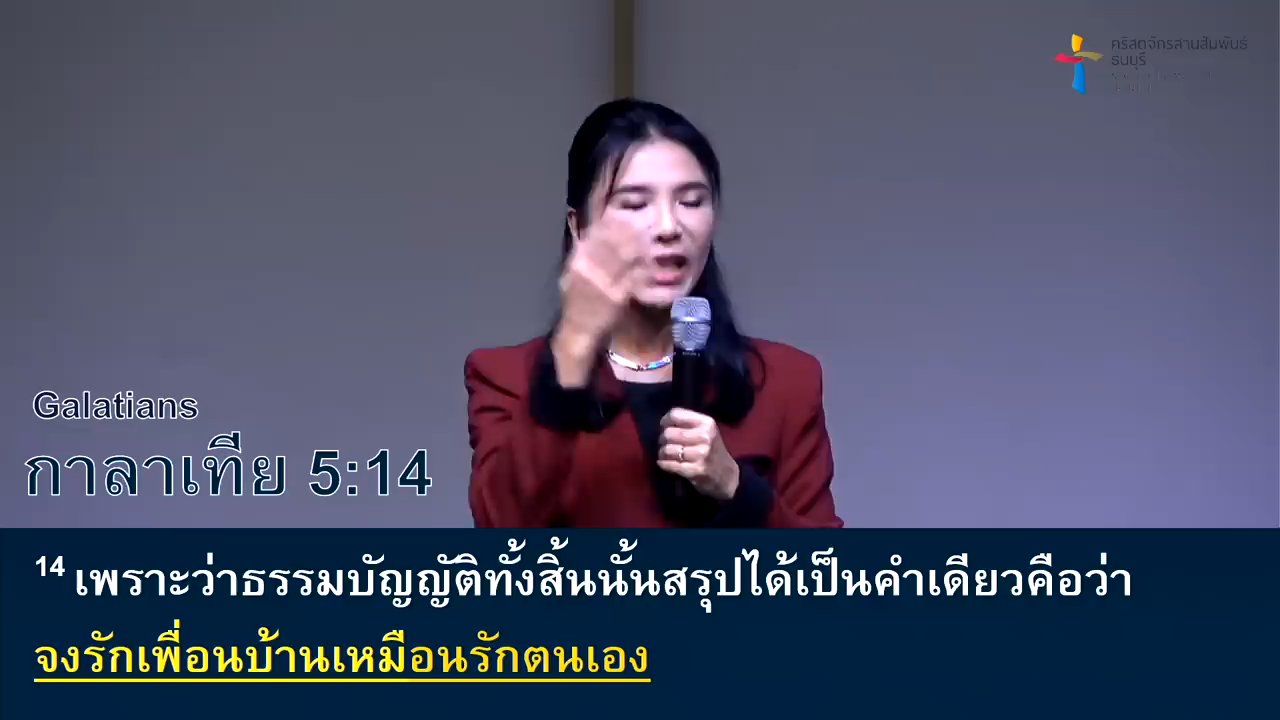 คริสตจักรสานสัมพันธ์
ธนบุรี
Galatians
กาลาเทีย 5:14
14 เพราะว่าธรรมบัญญัติทั้งสิ้นนั้นสรุปได้เป็นคำเดียวคือว่า
จงรักเพื่อนบ้านเหมือนรักตนเอง